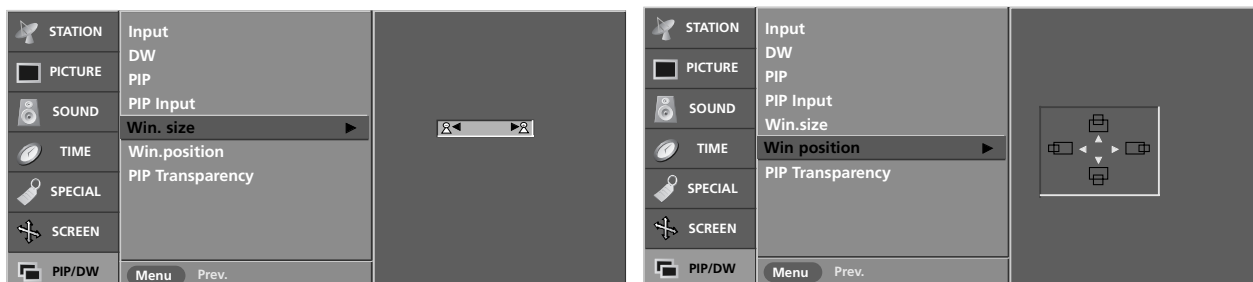 STATION
PICTURE
SOUND
TIME
SPECIAL
SCREEN
PIP/DW
Input
DW
PIP
PIP Input
Win. size
Win.position
PIP Transparency
Menu Prev.
STATION
PICTURE
SOUND
TIME
SPECIAL
SCREEN
PIP/DW
Input
DW
PIP
PIP Input
Win.size
Win position
PIP Transparency
Menu Prev.